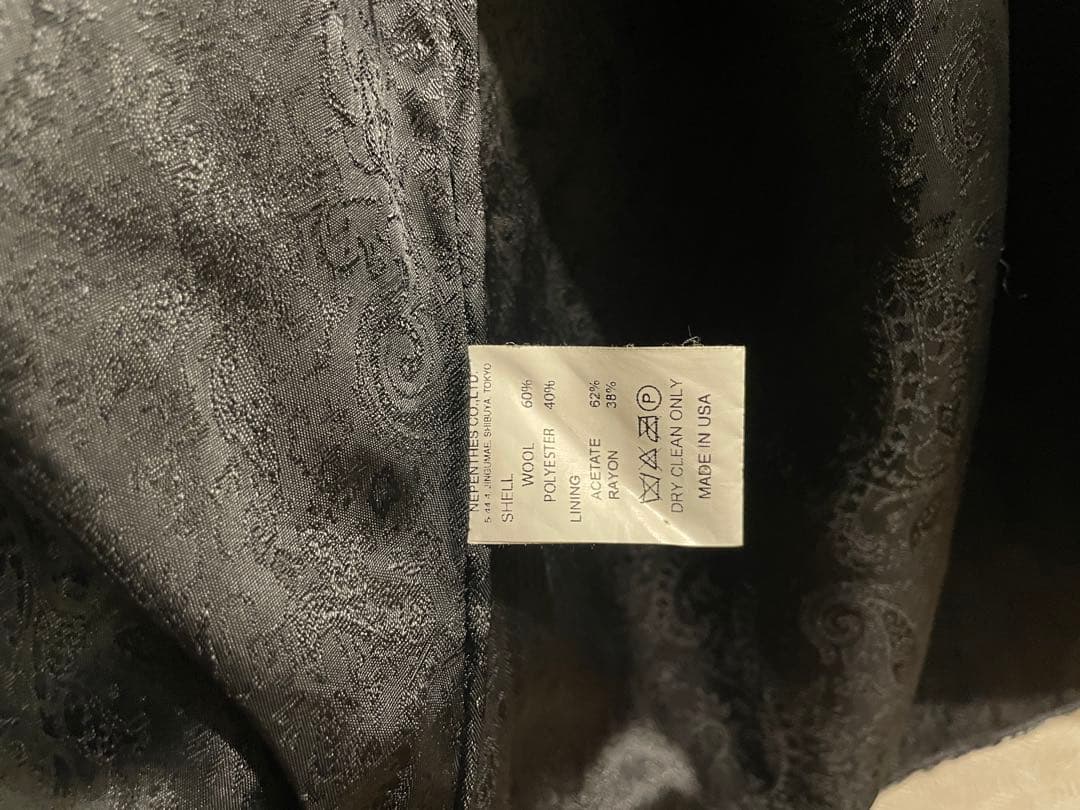 NEPENTHES CO.,LTD.
5-44-4 JINGUMAE SHIBUYA, TOKYO
SHELL
WOOL 60%
POLYESTER 40%
LINING
ACETATE 62%
RAYON 38%
P
DRY CLEAN ONLY
MADE IN USA